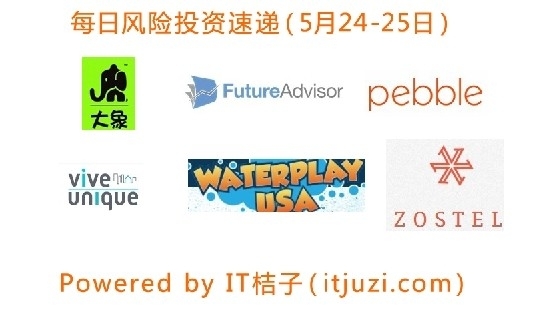 每日风险投资速递(5月24-25日)
大象
FutureAdvisor
pebble
vive
unique
WATERPLAY
USA
ZOSTEL
Powered by IT桔子(itjuzi.com)